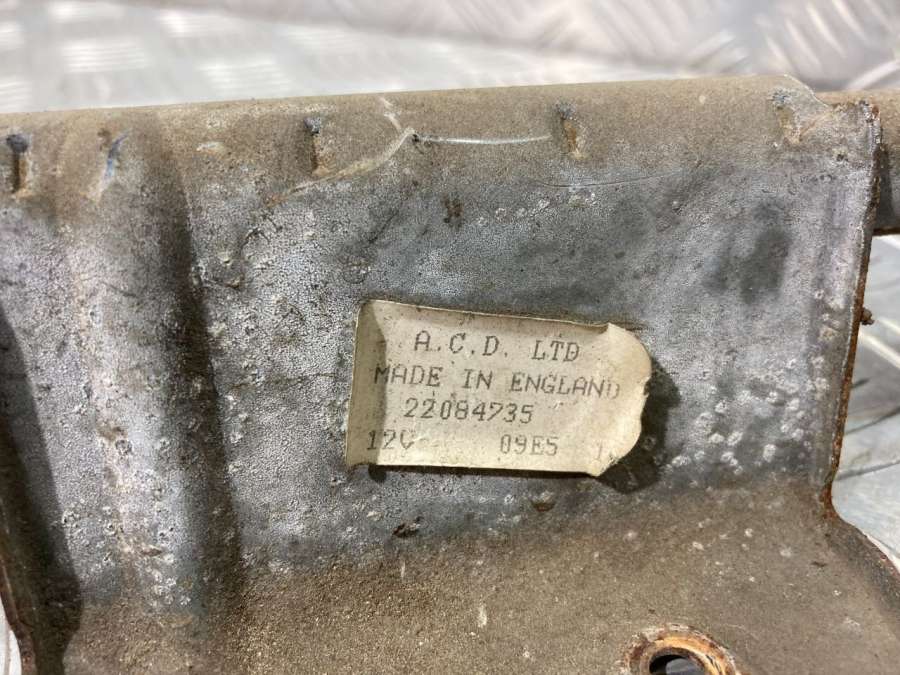 A.C.D. LTD
MADE IN ENGLAND
22084735
12V 09E5